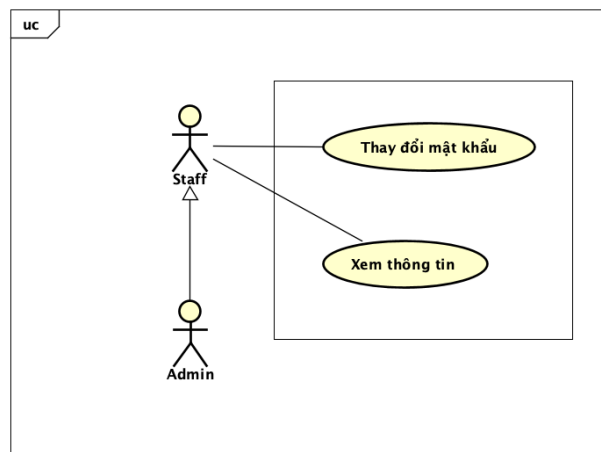 uc
Thay đổi mật khẩu
Staff
Xem thông tin
Admin